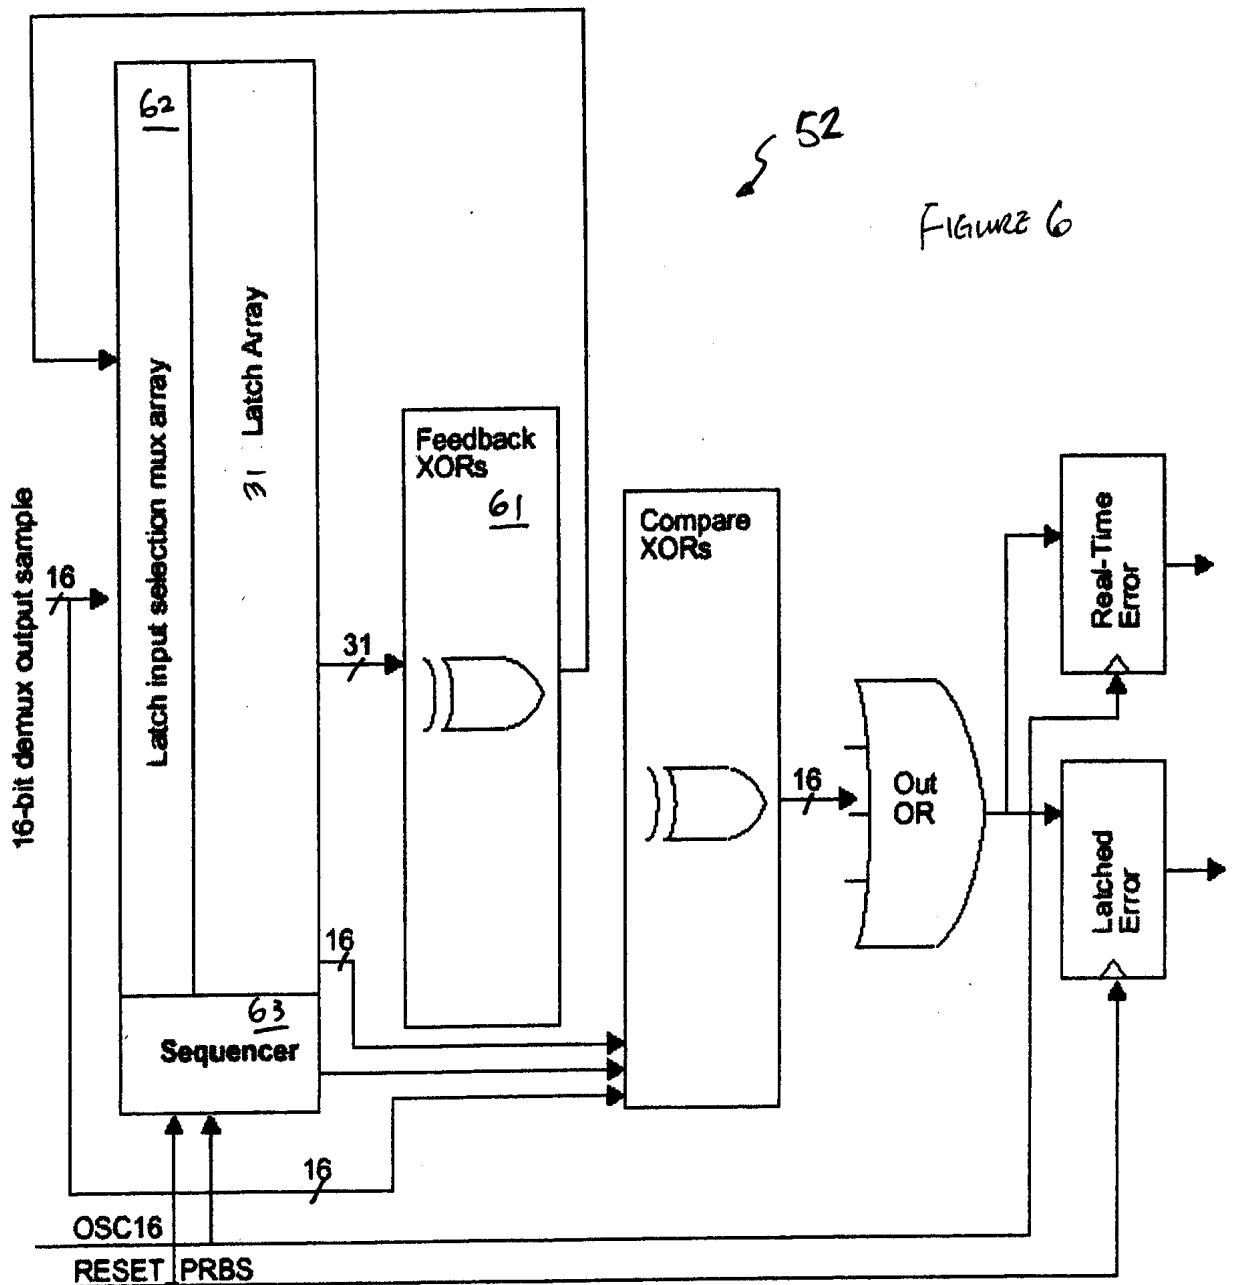 52
FIGURE 6
62
Latch input selection mux array
31 Latch Array
Feedback
XORs
61
Compare
XORs
16-bit demux output sample
16
31
16
Out
OR
Real-Time
Error
Latched
Error
16
63
Sequencer
16
OSC16
RESET PRBS